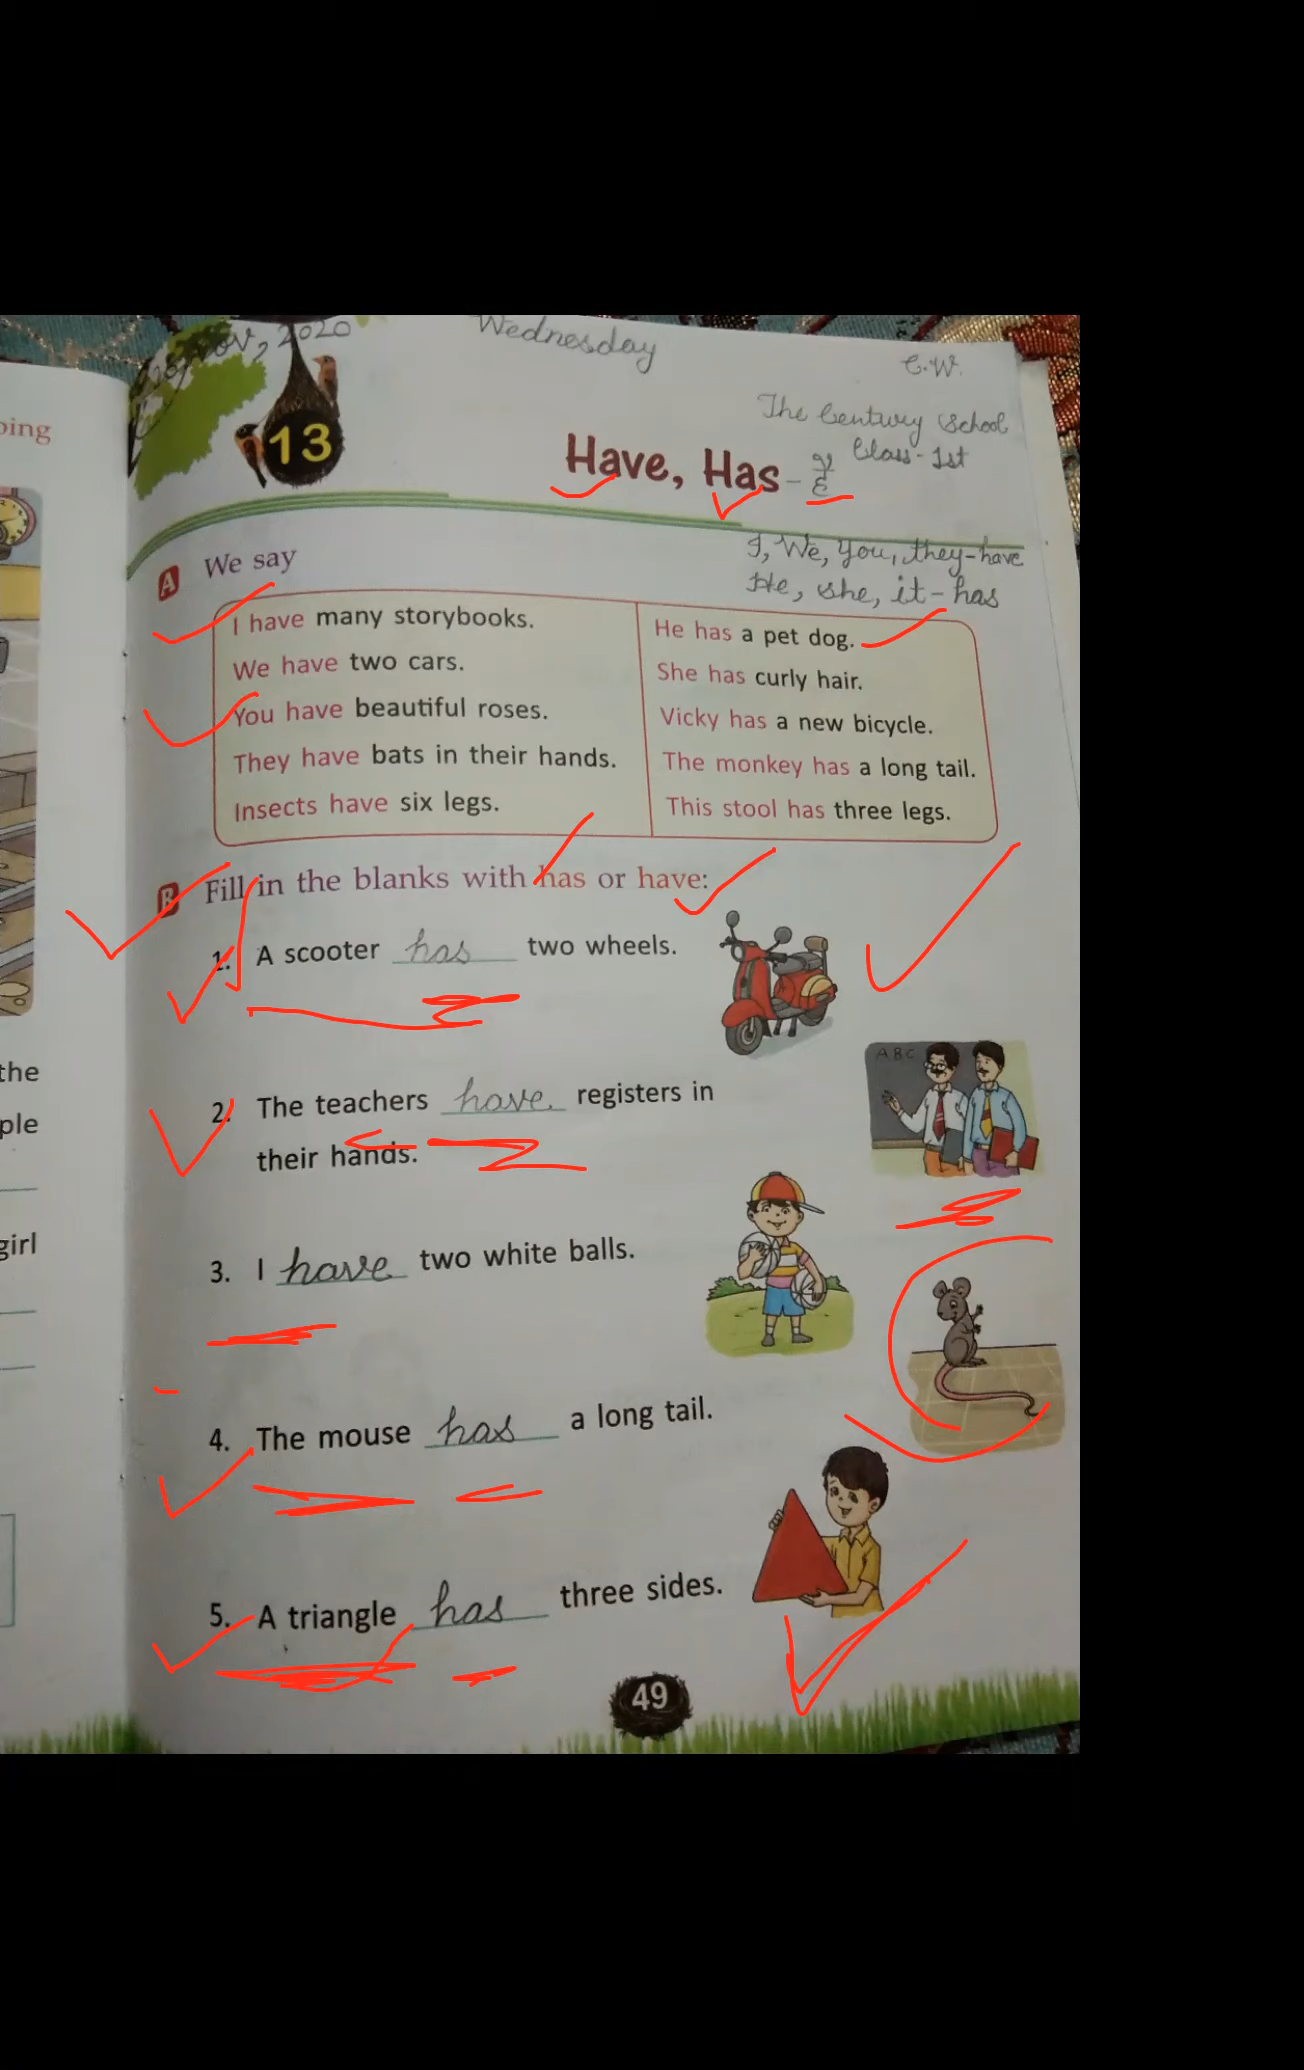 Nov, 2020
Wednesday
C.W.
The Century School
Class-1st
13
Have, Has - है
I, We, You, they-have
He, she, it-has
A We say
I have many storybooks.
We have two cars.
You have beautiful roses.
They have bats in their hands.
Insects have six legs.
He has a pet dog.
She has curly hair.
Vicky has a new bicycle.
The monkey has a long tail.
This stool has three legs.
B Fill in the blanks with has or have:
1. A scooter has two wheels.
2. The teachers have registers in
their hands.
ABC
3. I have two white balls.
4. The mouse has a long tail.
5. A triangle has three sides.
49
the
ple
girl